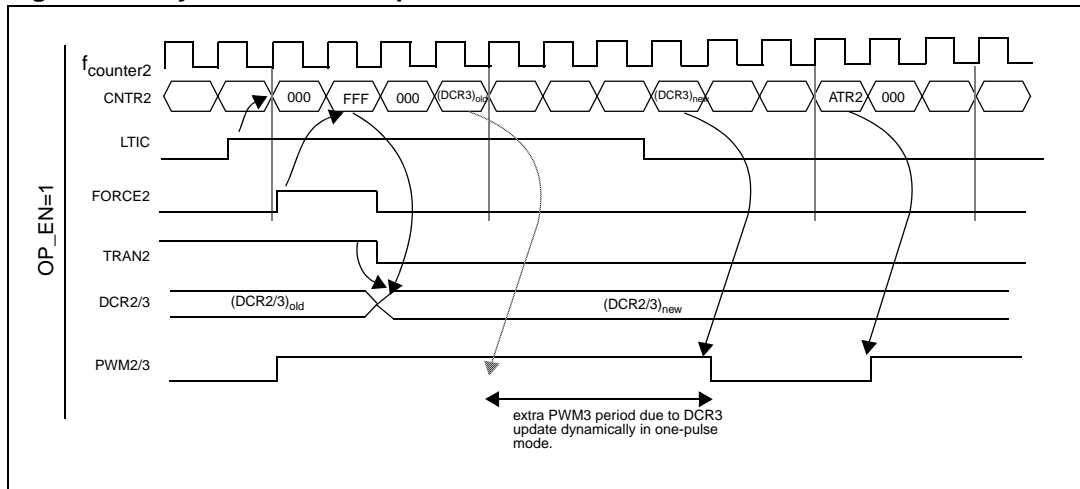 OP_EN=1
fcounter2
CNTR2 000 FFF 000 (DCR3)old (DCR3)new ATR2 000
LTIC
FORCE2
TRAN2
DCR2/3 (DCR2/3)old (DCR2/3)new
PWM2/3
extra PWM3 period due to DCR3
update dynamically in one-pulse
mode.